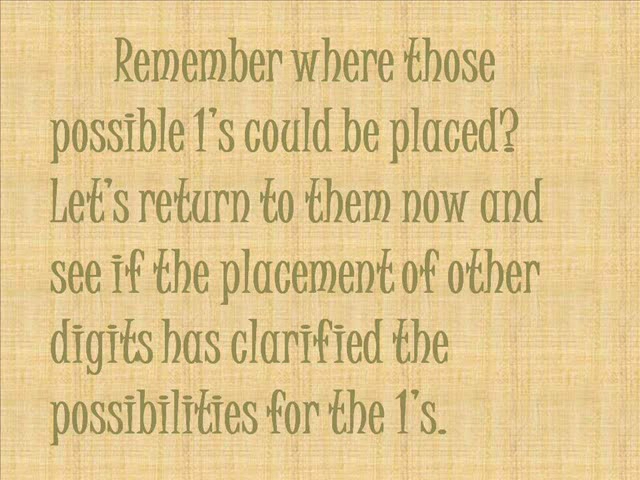 Remember where those
possible 1's could be placed?
Let's return to them now and
see if the placement of other
digits has clarified the
possibilities for the 1's.